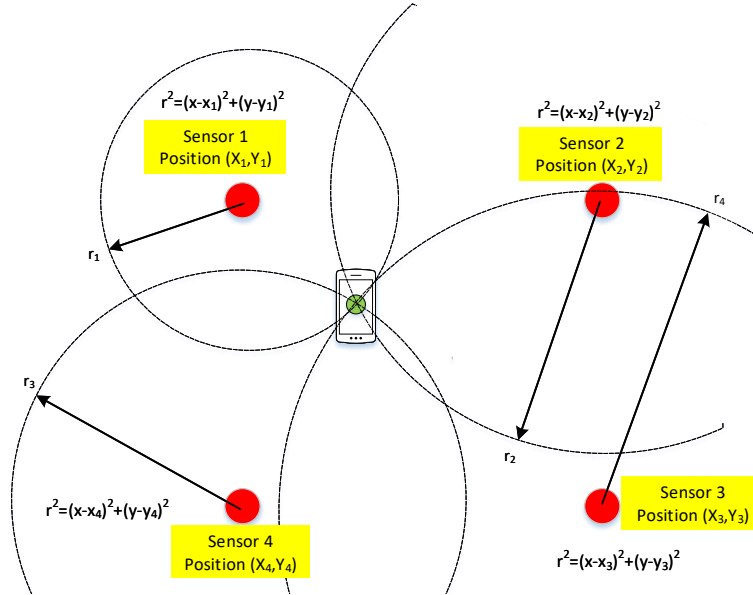 r²=(x-x₁)²+(y-y₁)²
Sensor 1
Position (X₁,Y₁)
r₁
r²=(x-x₂)²+(y-y₂)²
Sensor 2
Position (X₂,Y₂)
r₄
r₃
r₂
r²=(x-x₄)²+(y-y₄)²
Sensor 4
Position (X₄,Y₄)
Sensor 3
Position (X₃,Y₃)
r²=(x-x₃)²+(y-y₃)²